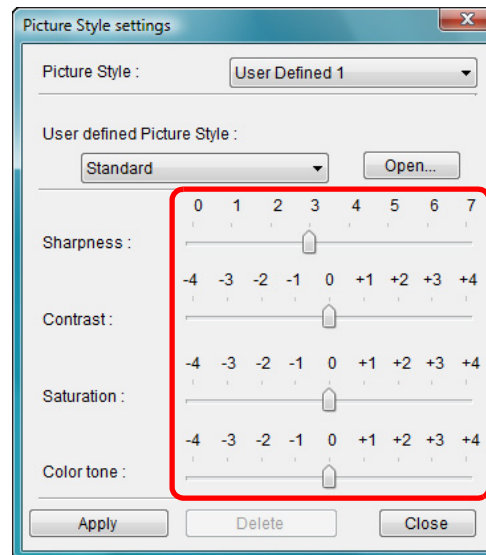 Picture Style settings
Picture Style : User Defined 1
User defined Picture Style :
Standard Open...
0 1 2 3 4 5 6 7
Sharpness :
-4 -3 -2 -1 0 +1 +2 +3 +4
Contrast :
-4 -3 -2 -1 0 +1 +2 +3 +4
Saturation :
-4 -3 -2 -1 0 +1 +2 +3 +4
Color tone :
Apply Delete Close